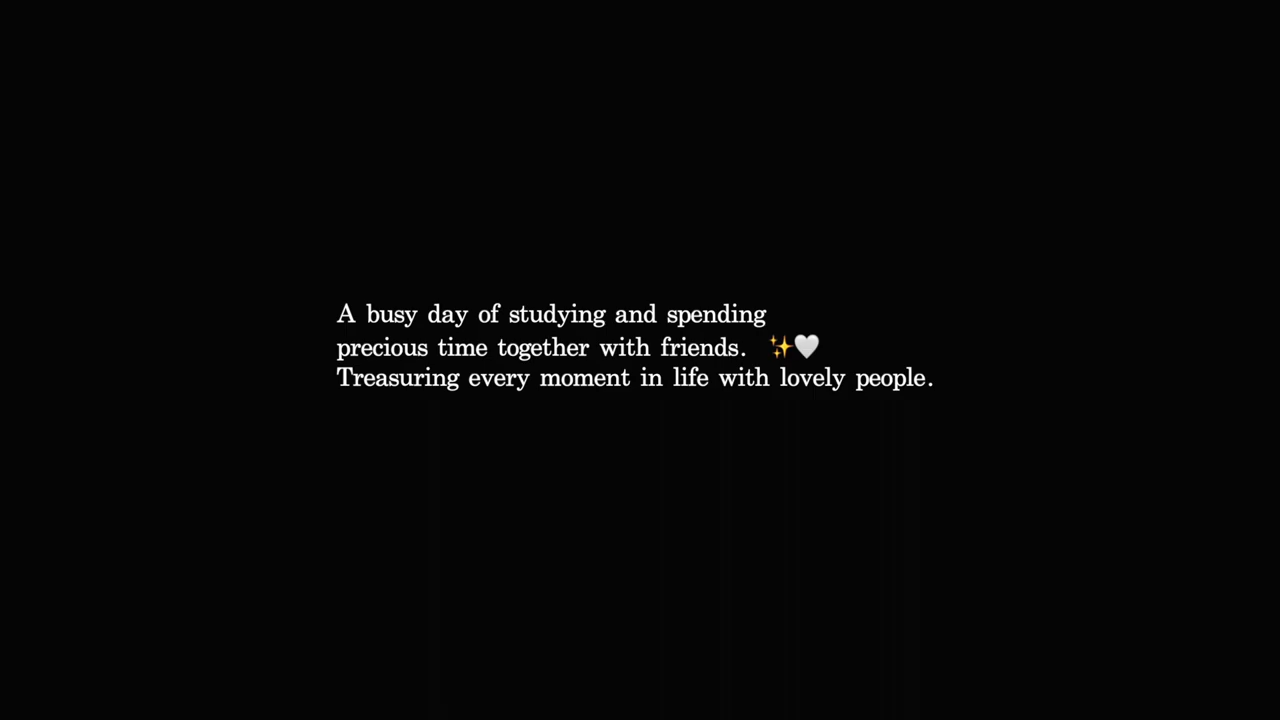 A busy day of studying and spending
precious time together with friends. ✨🤍
Treasuring every moment in life with lovely people.